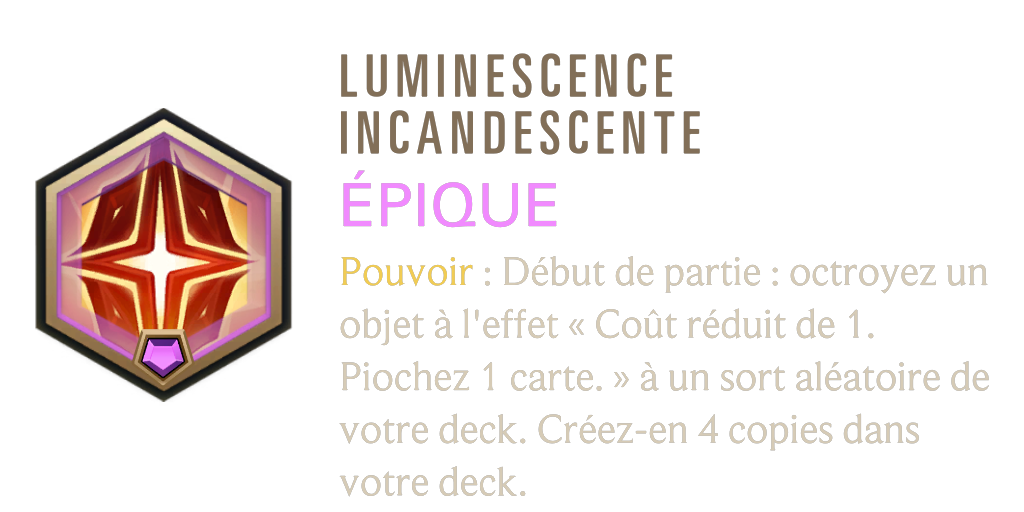 LUMINESCENCE
INCANDESCENTE
ÉPIQUE
Pouvoir : Début de partie : octroyez un
objet à l'effet « Coût réduit de 1.
Piochez 1 carte. » à un sort aléatoire de
votre deck. Créez-en 4 copies dans
votre deck.